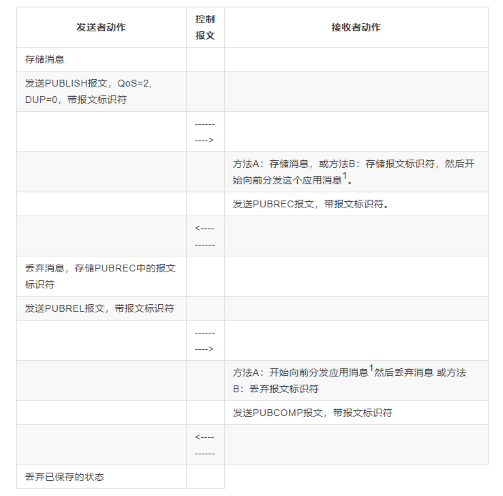 发送者动作
控制
报文
接收者动作
存储消息
发送PUBLISH报文，QoS=2,
DUP=0，带报文标识符
------
---->
方法A：存储消息，或方法B：存储报文标识符，然后开
始向前分发这个应用消息1。
发送PUBREC报文，带报文标识符。
<----
------
丢弃消息，存储PUBREC中的报文
标识符
发送PUBREL报文，带报文标识符
------
---->
方法A：开始向前分发应用消息1然后丢弃消息 或方法
B：丢弃报文标识符
发送PUBCOMP报文，带报文标识符
<----
------
丢弃已保存的状态